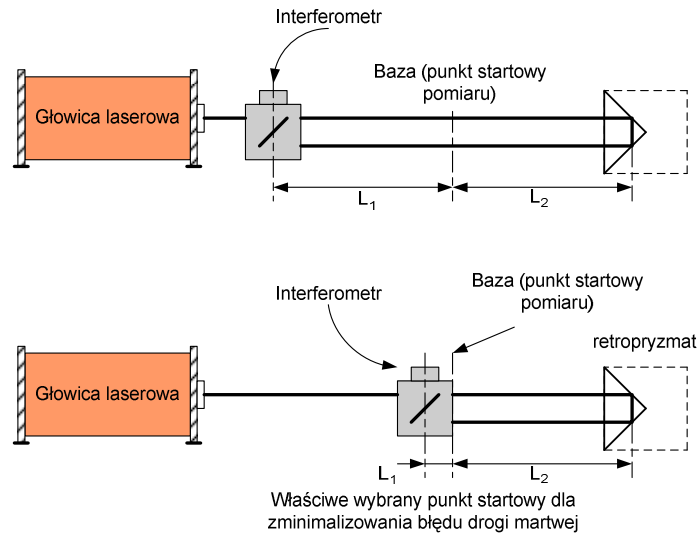 Interferometr
Baza (punkt startowy
pomiaru)
Głowica laserowa
L1
L2
Interferometr
Baza (punkt startowy
pomiaru)
retropryzmat
Głowica laserowa
L1
L2
Właściwe wybrany punkt startowy dla
zminimalizowania błędu drogi martwej